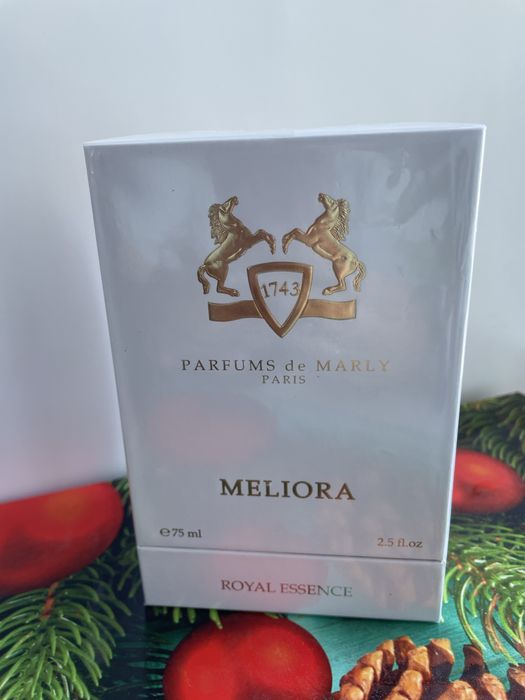 1743
PARFUMS de MARLY
PARIS
MELIORA
℮75 ml
2.5 fl.oz
ROYAL ESSENCE